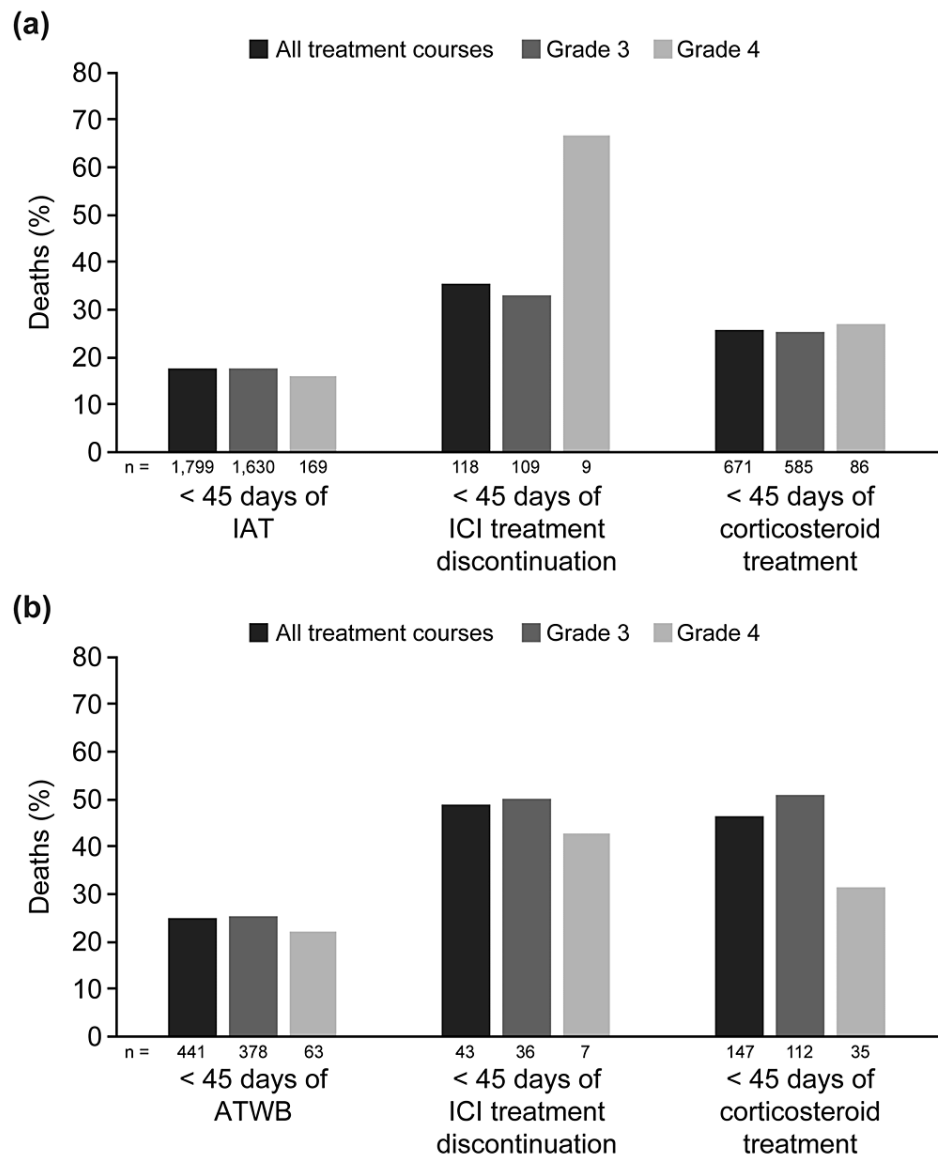 (a)
All treatment courses Grade 3 Grade 4
80
70
60
50
40
30
20
10
0
Deaths (%)
n = 1,799 1,630 169 118 109 9 671 585 86
< 45 days of
IAT
< 45 days of
ICI treatment
discontinuation
< 45 days of
corticosteroid
treatment
(b)
All treatment courses Grade 3 Grade 4
80
70
60
50
40
30
20
10
0
Deaths (%)
n = 441 378 63 43 36 7 147 112 35
< 45 days of
ATWB
< 45 days of
ICI treatment
discontinuation
< 45 days of
corticosteroid
treatment